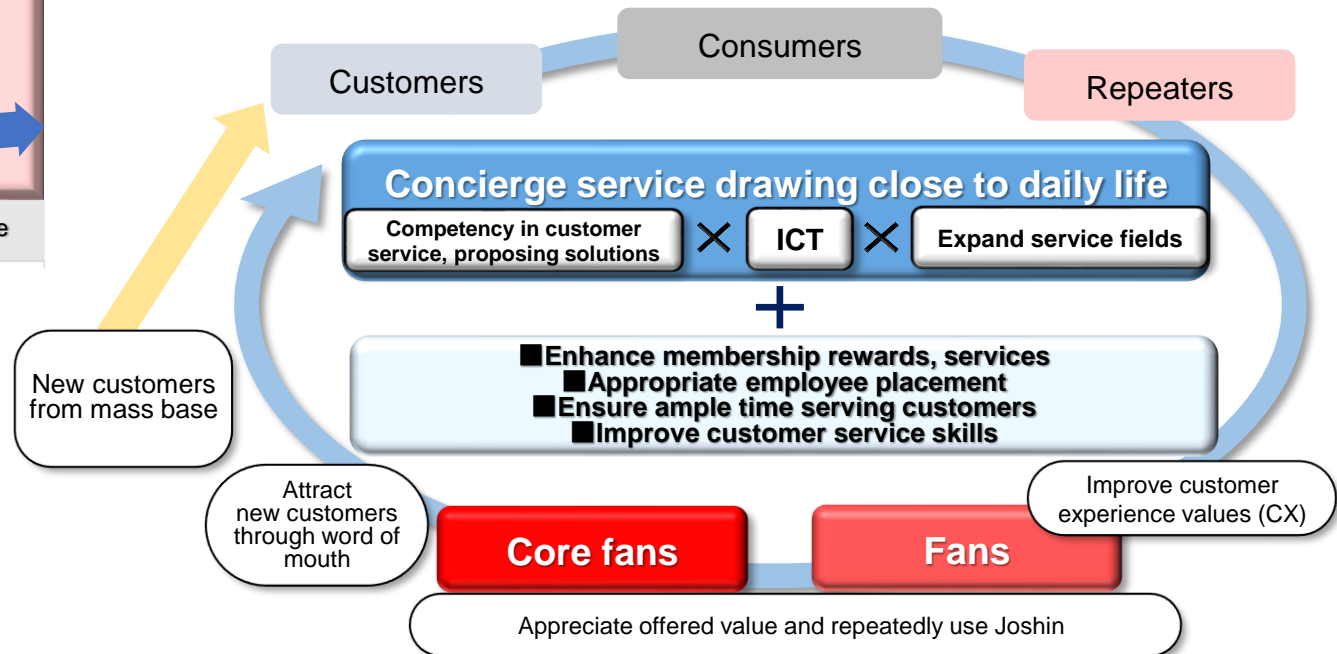 Consumers
Customers
Repeaters
Concierge service drawing close to daily life
Competency in customer
service, proposing solutions
×
ICT
×
Expand service fields
e
+
■Enhance membership rewards, services
■Appropriate employee placement
■Ensure ample time serving customers
■Improve customer service skills
New customers
from mass base
Attract
new customers
through word of
mouth
Improve customer
experience values (CX)
Core fans
Fans
Appreciate offered value and repeatedly use Joshin